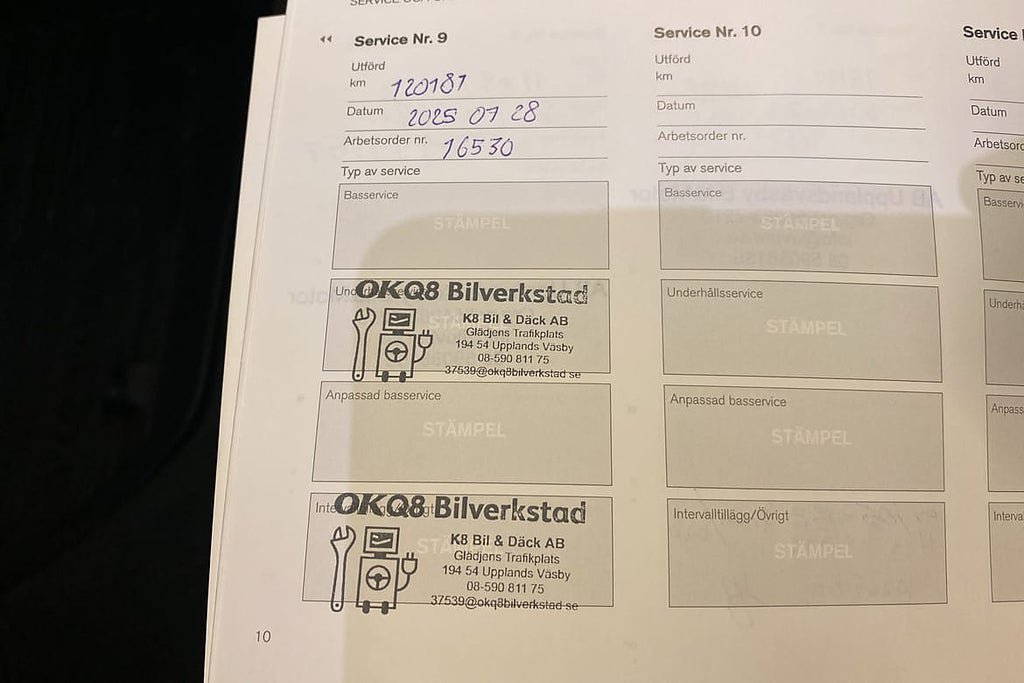 Service Nr. 9
Utförd
km 120181
Datum 2025 07 28
Arbetsorder nr. 16530
Typ av service
Basservice
STÄMPEL
OKQ8 Bilverkstad
K8 Bil & Däck AB
Glädjens Trafikplats
194 54 Upplands Väsby
08-590 811 75
37539@okq8bilverkstad.se
Anpassad basservice
STÄMPEL
OKQ8 Bilverkstad
K8 Bil & Däck AB
Glädjens Trafikplats
194 54 Upplands Väsby
08-590 811 75
37539@okq8bilverkstad.se
10
Service Nr. 10
Utförd
km
Datum
Arbetsorder nr.
Typ av service
Basservice
STÄMPEL
Underhållsservice
STÄMPEL
Anpassad basservice
STÄMPEL
Intervalltillägg/Övrigt
STÄMPEL
Service
Utförd
km
Datum